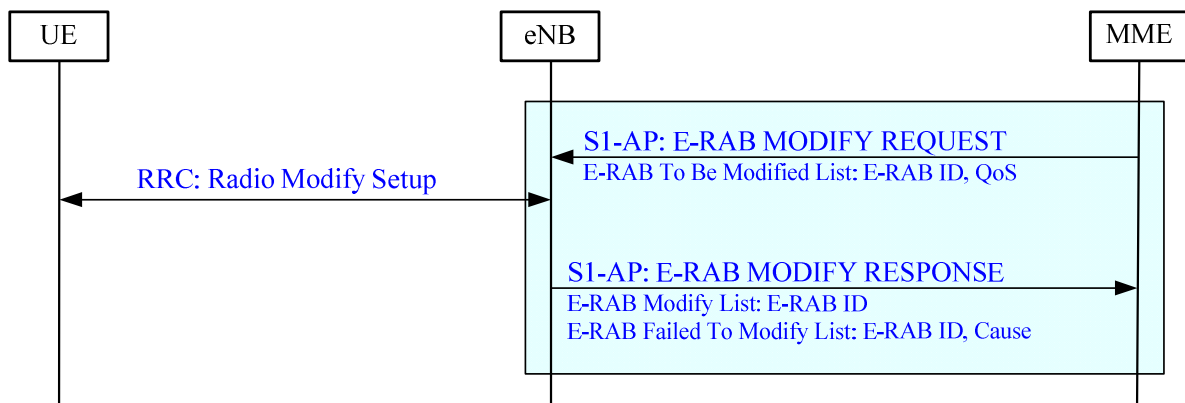 UE
eNB
MME
S1-AP: E-RAB MODIFY REQUEST
E-RAB To Be Modified List: E-RAB ID, QoS
RRC: Radio Modify Setup
S1-AP: E-RAB MODIFY RESPONSE
E-RAB Modify List: E-RAB ID
E-RAB Failed To Modify List: E-RAB ID, Cause